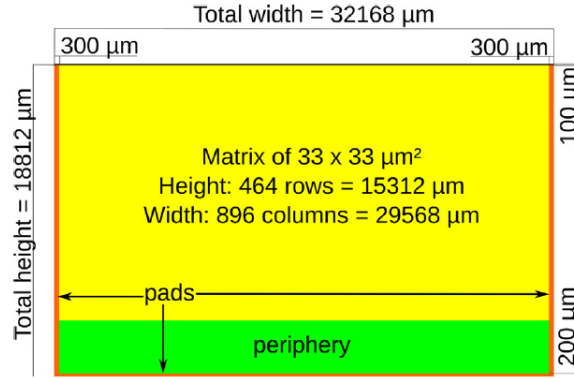 Total width = 32168 µm
300 µm
300 µm
Total height = 18812 µm
100 µm
Matrix of 33 x 33 µm²
Height: 464 rows = 15312 µm
Width: 896 columns = 29568 µm
pads
periphery
200 µm